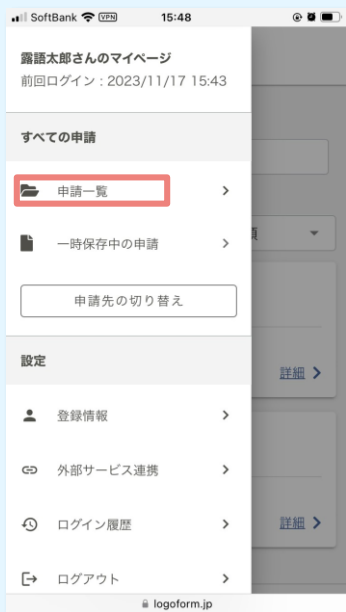 SoftBank VPN 15:48
露語太郎さんのマイページ
前回ログイン：2023/11/17 15:43
すべての申請
申請一覧
一時保存中の申請
申請先の切り替え
設定
詳細
登録情報
外部サービス連携
ログイン履歴
詳細
ログアウト
logoform.jp